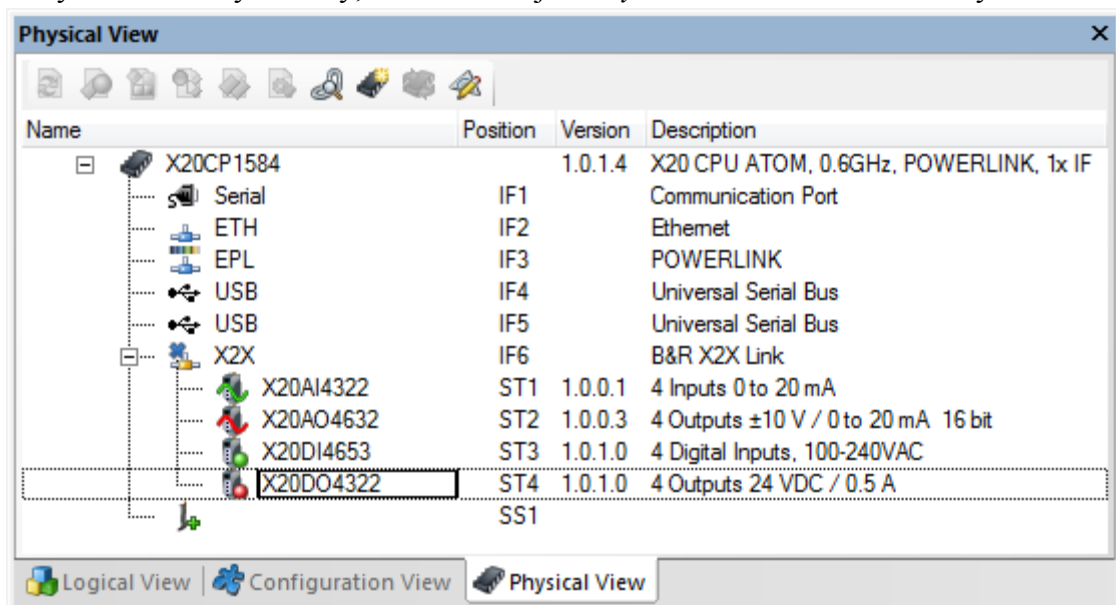 Physical View
Name Position Version Description
X20CP1584 1.0.1.4 X20 CPU ATOM, 0.6GHz, POWERLINK, 1x IF
Serial IF1 Communication Port
ETH IF2 Ethernet
EPL IF3 POWERLINK
USB IF4 Universal Serial Bus
USB IF5 Universal Serial Bus
X2X IF6 B&R X2X Link
X20AI4322 ST1 1.0.0.1 4 Inputs 0 to 20 mA
X20AO4632 ST2 1.0.0.3 4 Outputs ±10 V / 0 to 20 mA 16 bit
X20DI4653 ST3 1.0.1.0 4 Digital Inputs, 100-240VAC
X20DO4322 ST4 1.0.1.0 4 Outputs 24 VDC / 0.5 A
SS1
Logical View Configuration View Physical View